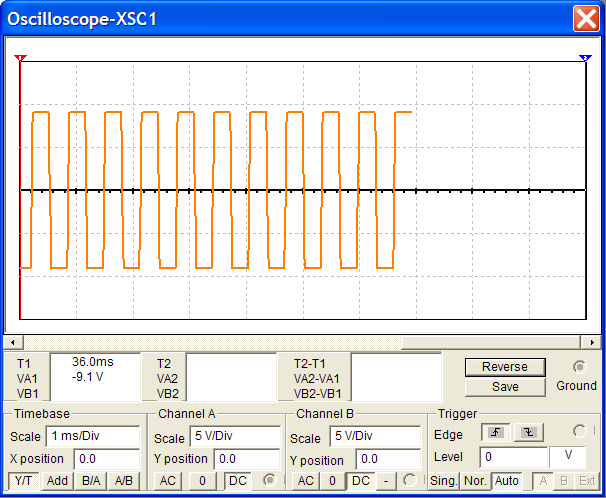 Oscilloscope-XSC1
1
2
T1 36.0ms T2 T2-T1 Reverse
VA1 -9.1 V VA2 VA2-VA1 Save
VB1 VB2 VB2-VB1 Ground
Timebase Channel A Channel B Trigger
Scale 1 ms/Div Scale 5 V/Div Scale 5 V/Div Edge
X position 0.0 Y position 0.0 Y position 0.0 Level 0 V
Y/T Add B/A A/B AC 0 DC AC 0 DC - Sing. Nor. Auto A B Ext